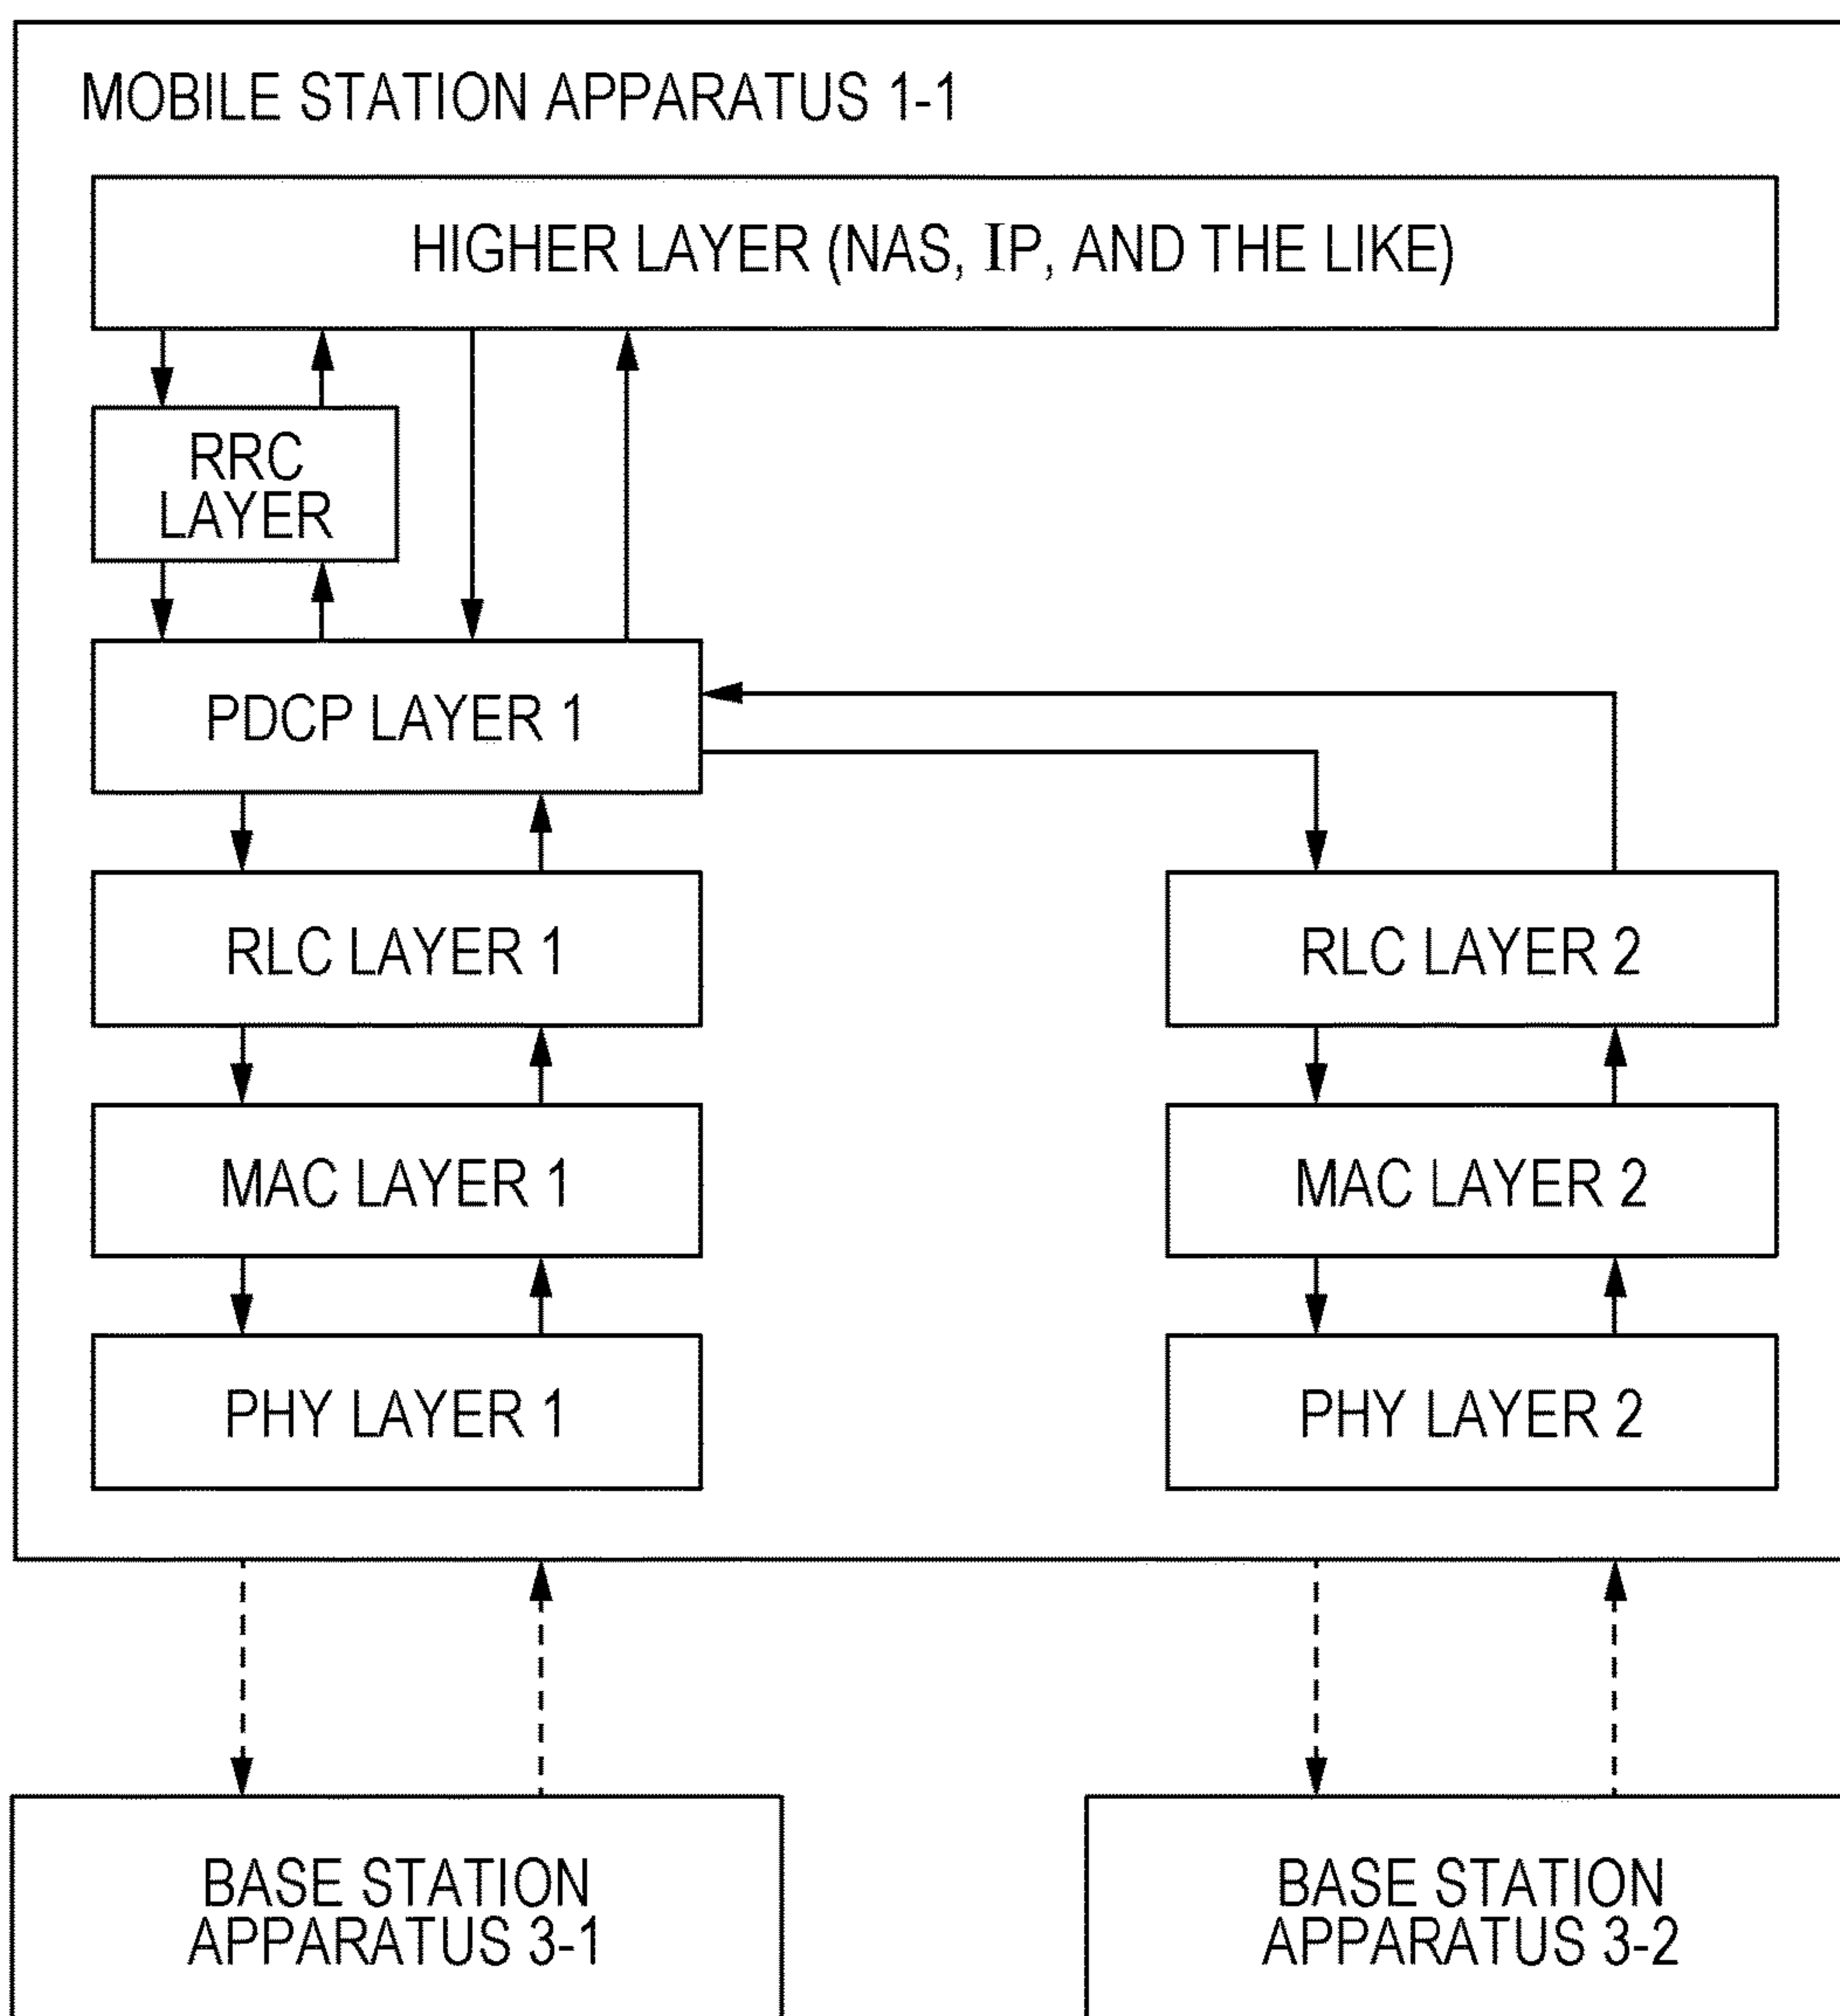 MOBILE STATION APPARATUS 1-1
HIGHER LAYER (NAS, IP, AND THE LIKE)
RRC
LAYER
PDCP LAYER 1
RLC LAYER 1
RLC LAYER 2
MAC LAYER 1
MAC LAYER 2
PHY LAYER 1
PHY LAYER 2
BASE STATION
APPARATUS 3-1
BASE STATION
APPARATUS 3-2